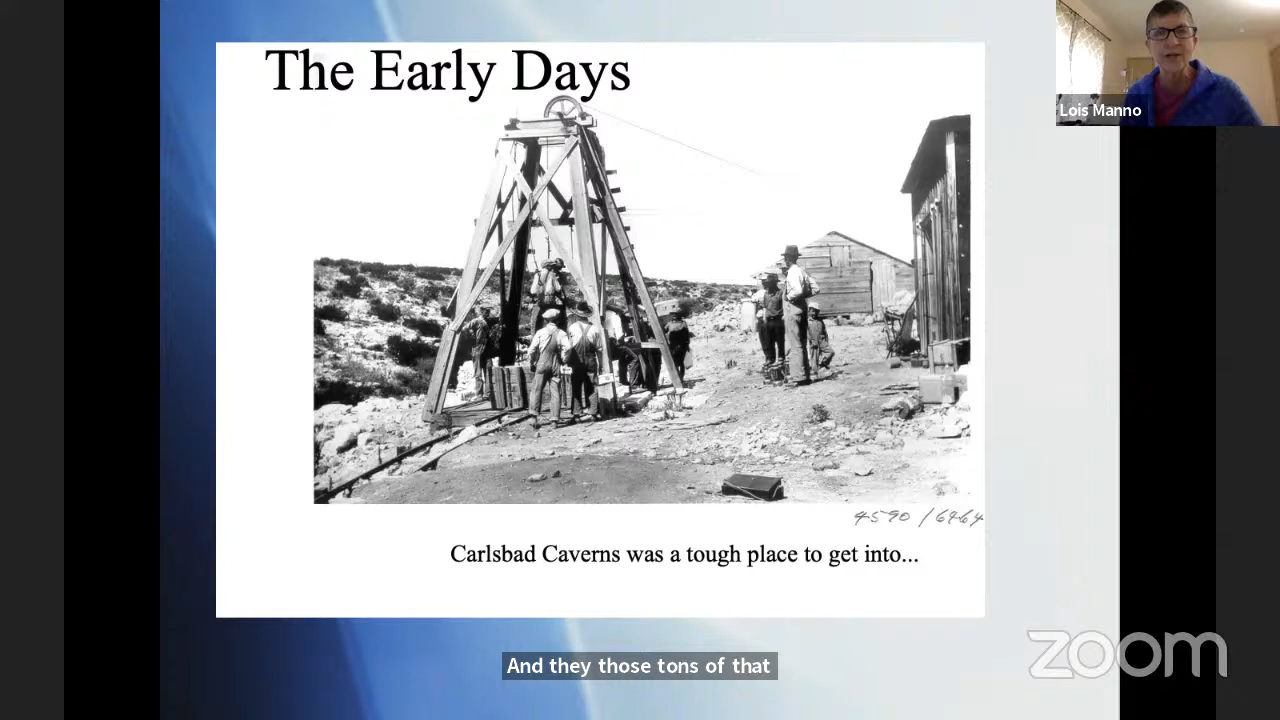 The Early Days
Lois Manno
4590 / 6464
Carlsbad Caverns was a tough place to get into...
zoom
And they those tons of that